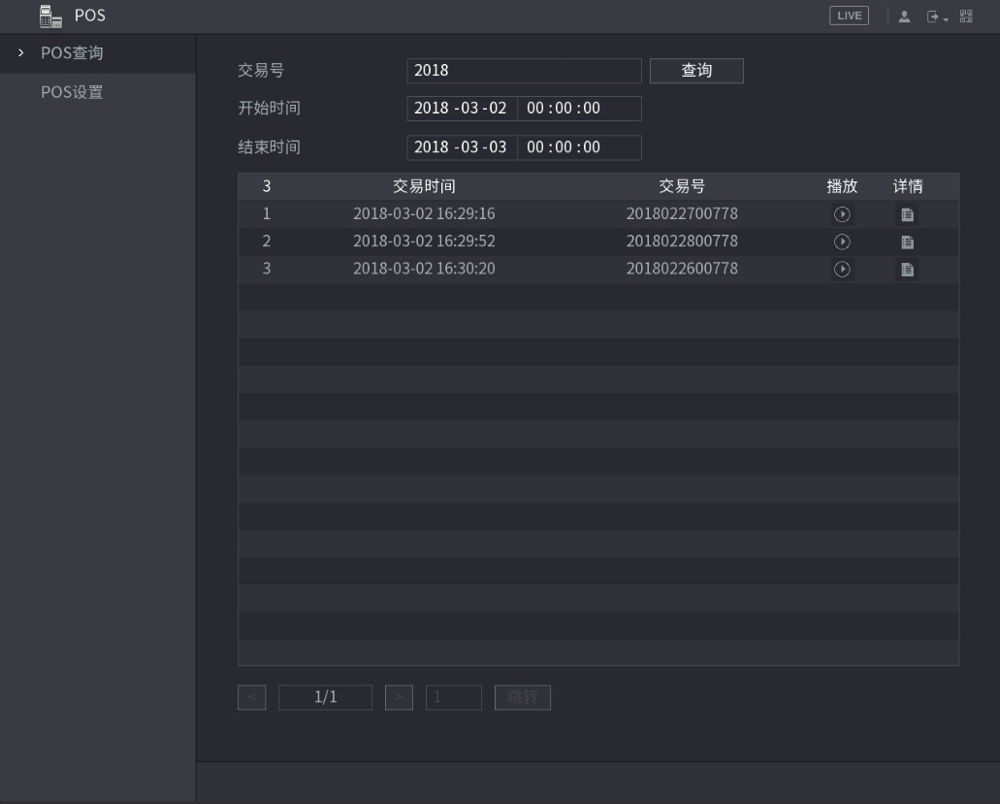 POS
LIVE
POS查询
POS设置
交易号 2018 查询
开始时间 2018 -03 -02 00 : 00 : 00
结束时间 2018 -03 -03 00 : 00 : 00
3 交易时间 交易号 播放 详情
1 2018-03-02 16:29:16 2018022700778
2 2018-03-02 16:29:52 2018022800778
3 2018-03-02 16:30:20 2018022600778
< 1/1 > 1 跳转